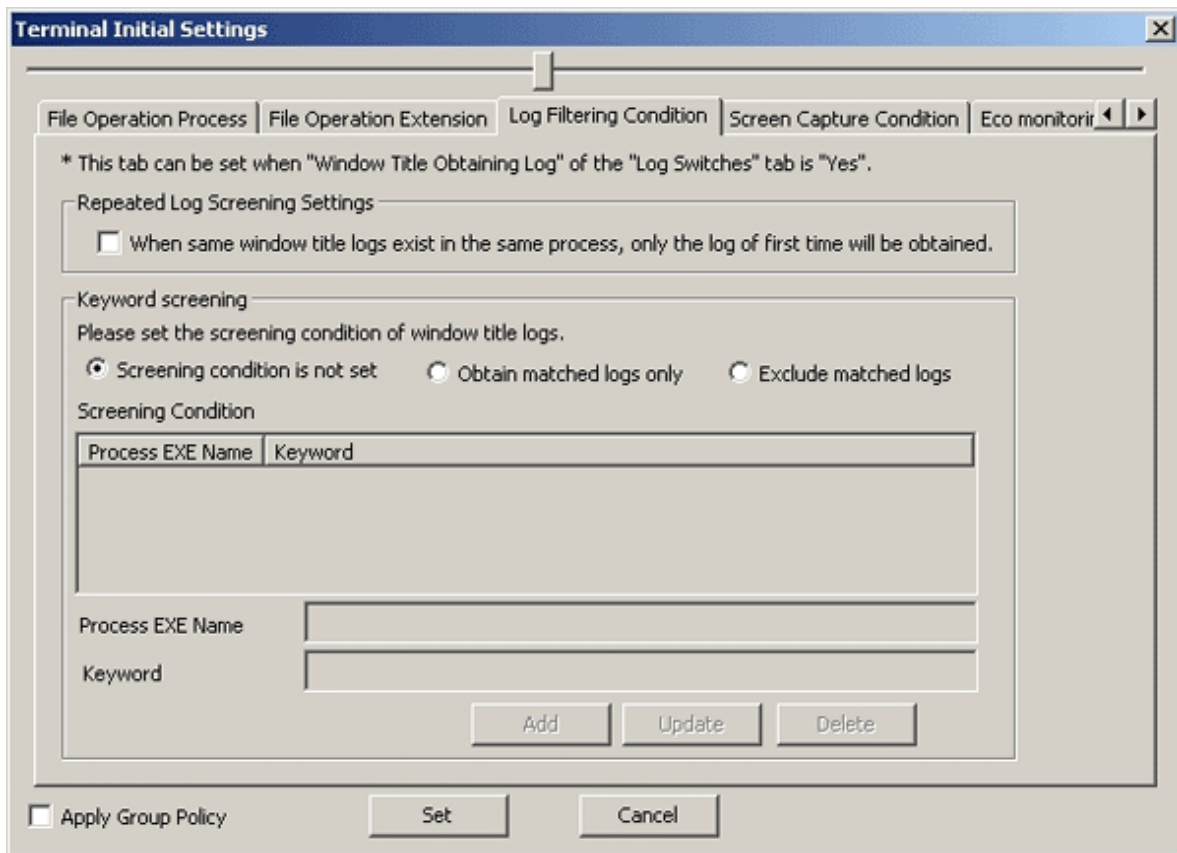 Terminal Initial Settings
File Operation Process File Operation Extension Log Filtering Condition Screen Capture Condition Eco monitorin
* This tab can be set when "Window Title Obtaining Log" of the "Log Switches" tab is "Yes".
Repeated Log Screening Settings
When same window title logs exist in the same process, only the log of first time will be obtained.
Keyword screening
Please set the screening condition of window title logs.
Screening condition is not set Obtain matched logs only Exclude matched logs
Screening Condition
Process EXE Name Keyword
Process EXE Name
Keyword
Add Update Delete
Apply Group Policy Set Cancel